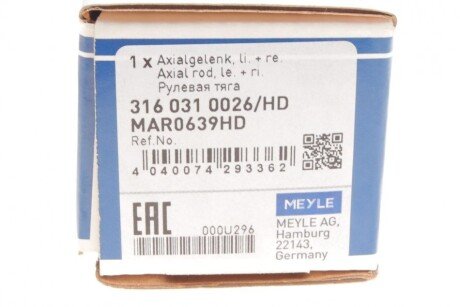 1 x Axialgelenk, li. + re.
Axial rod, le. + ri.
Рулевая тяга
316 031 0026/HD
MAR0639HD
Ref.No.
4 040074 293362
EAC 000U296
MEYLE
MEYLE AG,
Hamburg
22143,
Germany